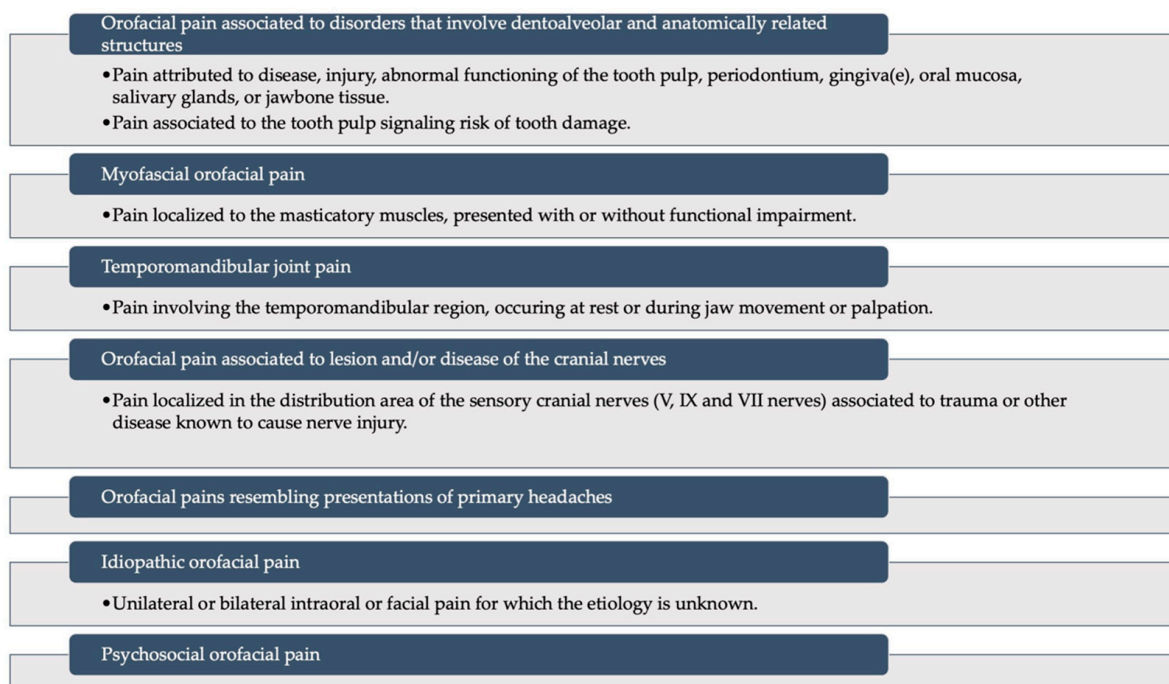 Orofacial pain associated to disorders that involve dentoalveolar and anatomically related
structures
•Pain attributed to disease, injury, abnormal functioning of the tooth pulp, periodontium, gingiva(e), oral mucosa,
salivary glands, or jawbone tissue.
•Pain associated to the tooth pulp signaling risk of tooth damage.
Myofascial orofacial pain
•Pain localized to the masticatory muscles, presented with or without functional impairment.
Temporomandibular joint pain
•Pain involving the temporomandibular region, occuring at rest or during jaw movement or palpation.
Orofacial pain associated to lesion and/or disease of the cranial nerves
•Pain localized in the distribution area of the sensory cranial nerves (V, IX and VII nerves) associated to trauma or other
disease known to cause nerve injury.
Orofacial pains resembling presentations of primary headaches
Idiopathic orofacial pain
•Unilateral or bilateral intraoral or facial pain for which the etiology is unknown.
Psychosocial orofacial pain